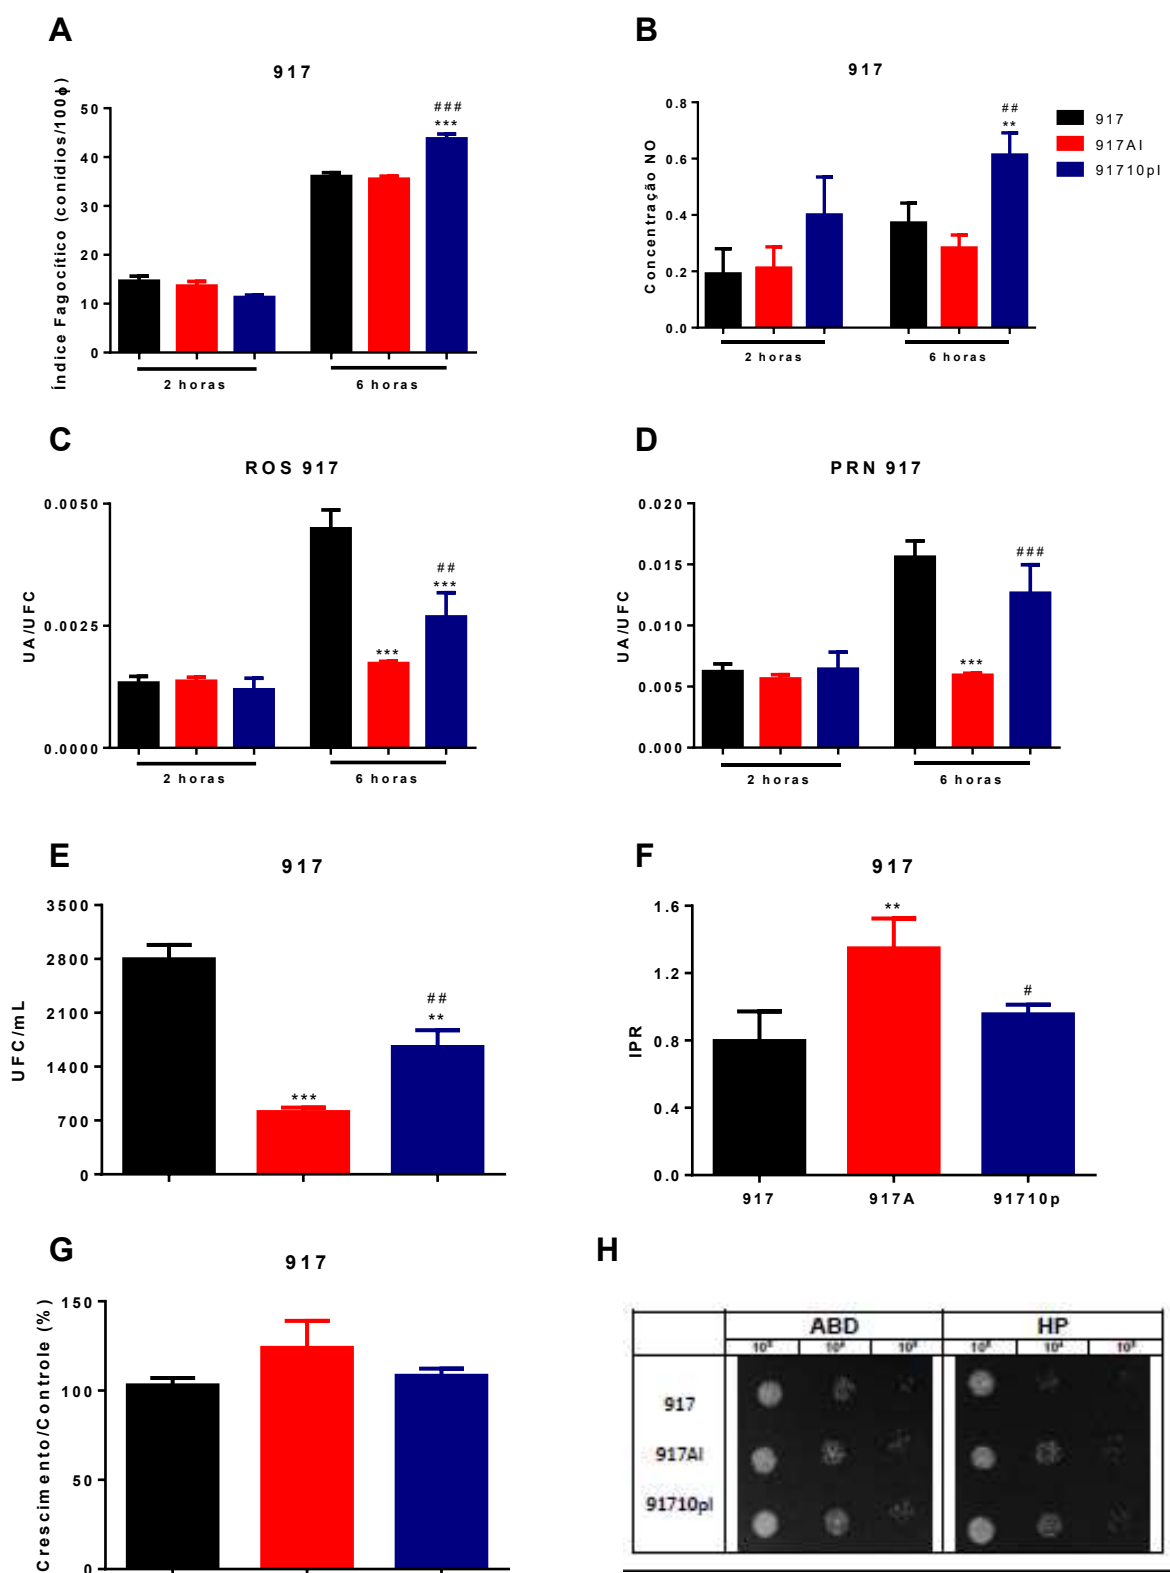 A
917
Índice Fagocítico (conídios/100ϕ)
50
40
30
20
10
0
###
***
2 horas
6 horas
B
917
Concentração NO
0.8
0.6
0.4
0.2
0.0
##
**
2 horas
6 horas
917
917AI
91710pI
C
ROS 917
UA/UFC
0.0050
0.0025
0.0000
***
##
***
2 horas
6 horas
D
PRN 917
UA/UFC
0.020
0.015
0.010
0.005
0.000
***
###
2 horas
6 horas
E
917
UFC/mL
3500
2800
2100
1400
700
0
***
##
**
F
917
IPR
1.6
1.2
0.8
0.4
0.0
**
#
917
917A
91710p
G
917
Crescimento/Controle (%)
150
100
50
0
H
ABD HP
917
917AI
91710pI